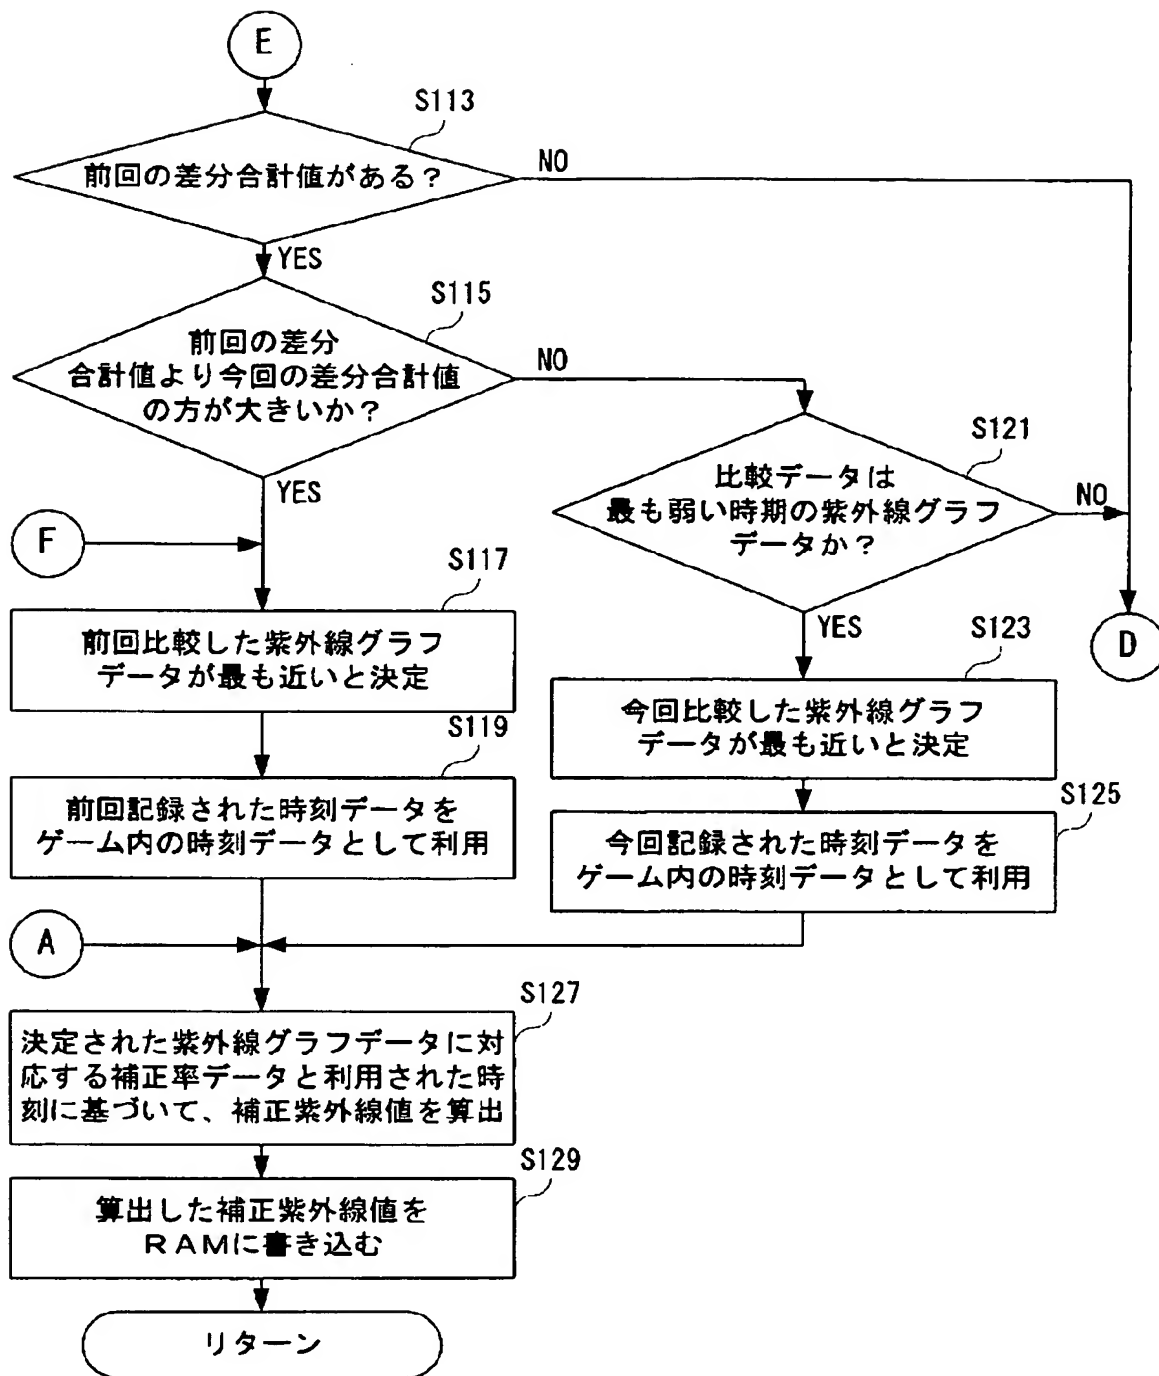 E
S113
前回の差分合計値がある？
NO
YES
S115
前回の差分
合計値より今回の差分合計値
の方が大きいか？
NO
YES
S121
比較データは
最も弱い時期の紫外線グラフ
データか？
NO
YES
F
S117
前回比較した紫外線グラフ
データが最も近いと決定
S123
今回比較した紫外線グラフ
データが最も近いと決定
D
S119
前回記録された時刻データを
ゲーム内の時刻データとして利用
S125
今回記録された時刻データを
ゲーム内の時刻データとして利用
A
S127
決定された紫外線グラフデータに対
応する補正率データと利用された時
刻に基づいて、補正紫外線値を算出
S129
算出した補正紫外線値を
ＲＡＭに書き込む
リターン